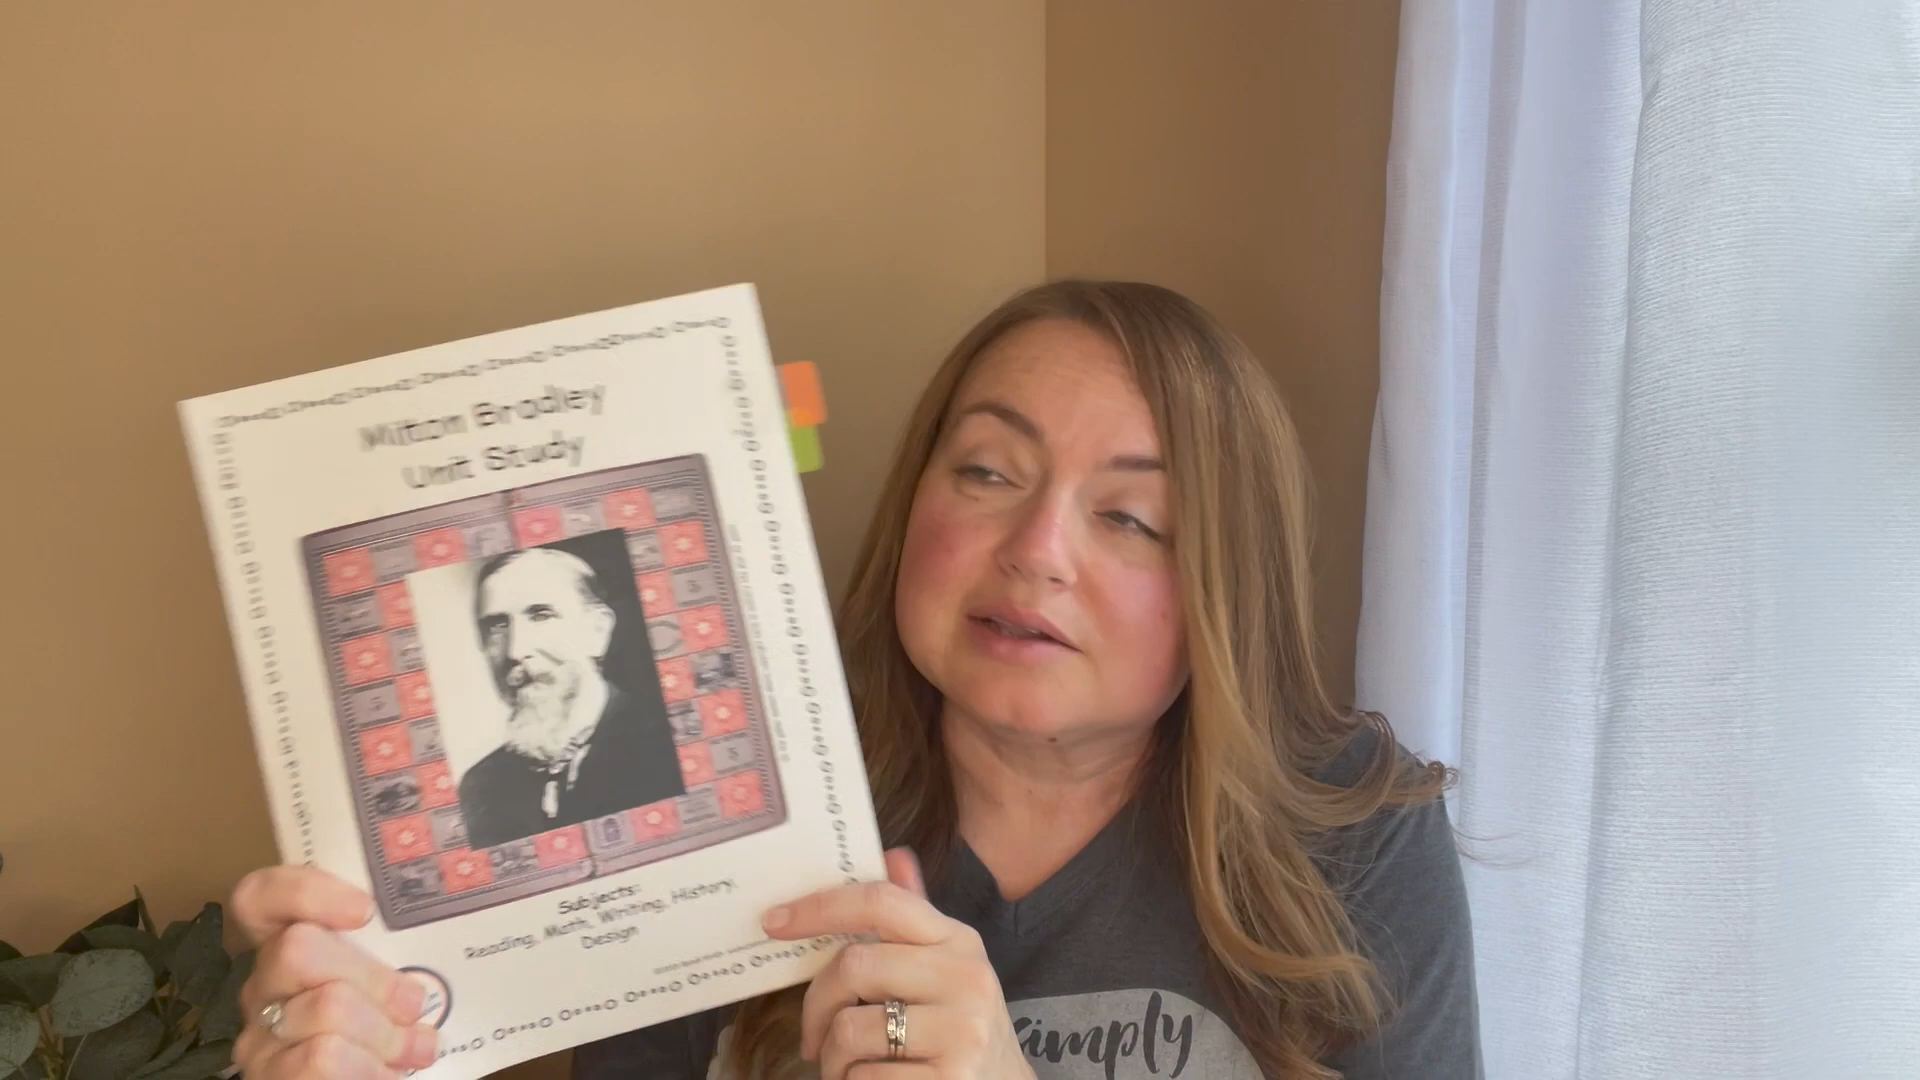 Milton Bradley
Unit Study
Subjects:
Reading, Math, Writing, History,
Design
simply